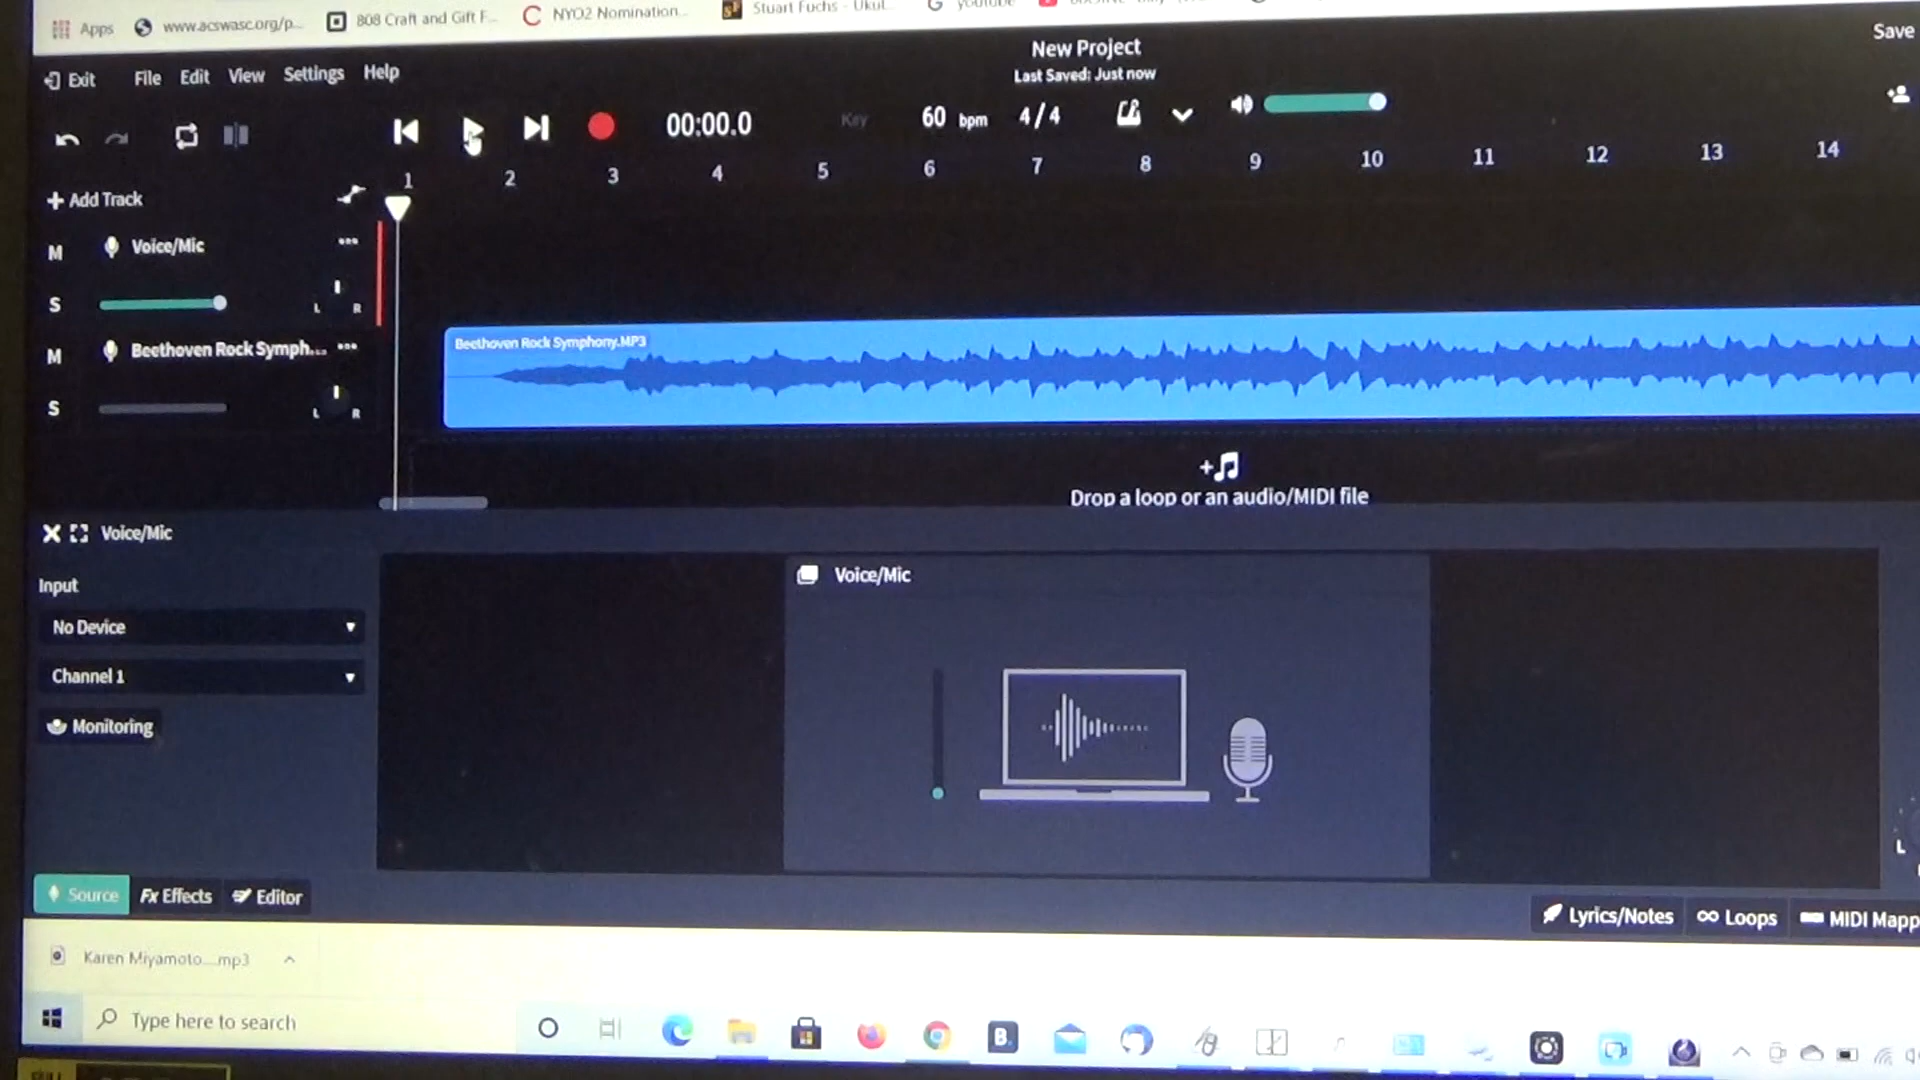 Apps
www.acswasc.org/p...
808 Craft and Gift F...
NYO2 Nomination...
Stuart Fuchs - Ukul...
youtube
New Project
Last Saved: Just now
Save
Exit
File
Edit
View
Settings
Help
00:00.0
Key
60 bpm
4/4
1 2 3 4 5 6 7 8 9 10 11 12 13 14
+ Add Track
M
Voice/Mic
S
L R
M
Beethoven Rock Symph...
S
L R
Beethoven Rock Symphony.MP3
Drop a loop or an audio/MIDI file
Voice/Mic
Input
No Device
Channel 1
Monitoring
Voice/Mic
L
Source
Fx Effects
Editor
Lyrics/Notes
Loops
MIDI Mapp
Karen Miyamoto....mp3
Type here to search
B.